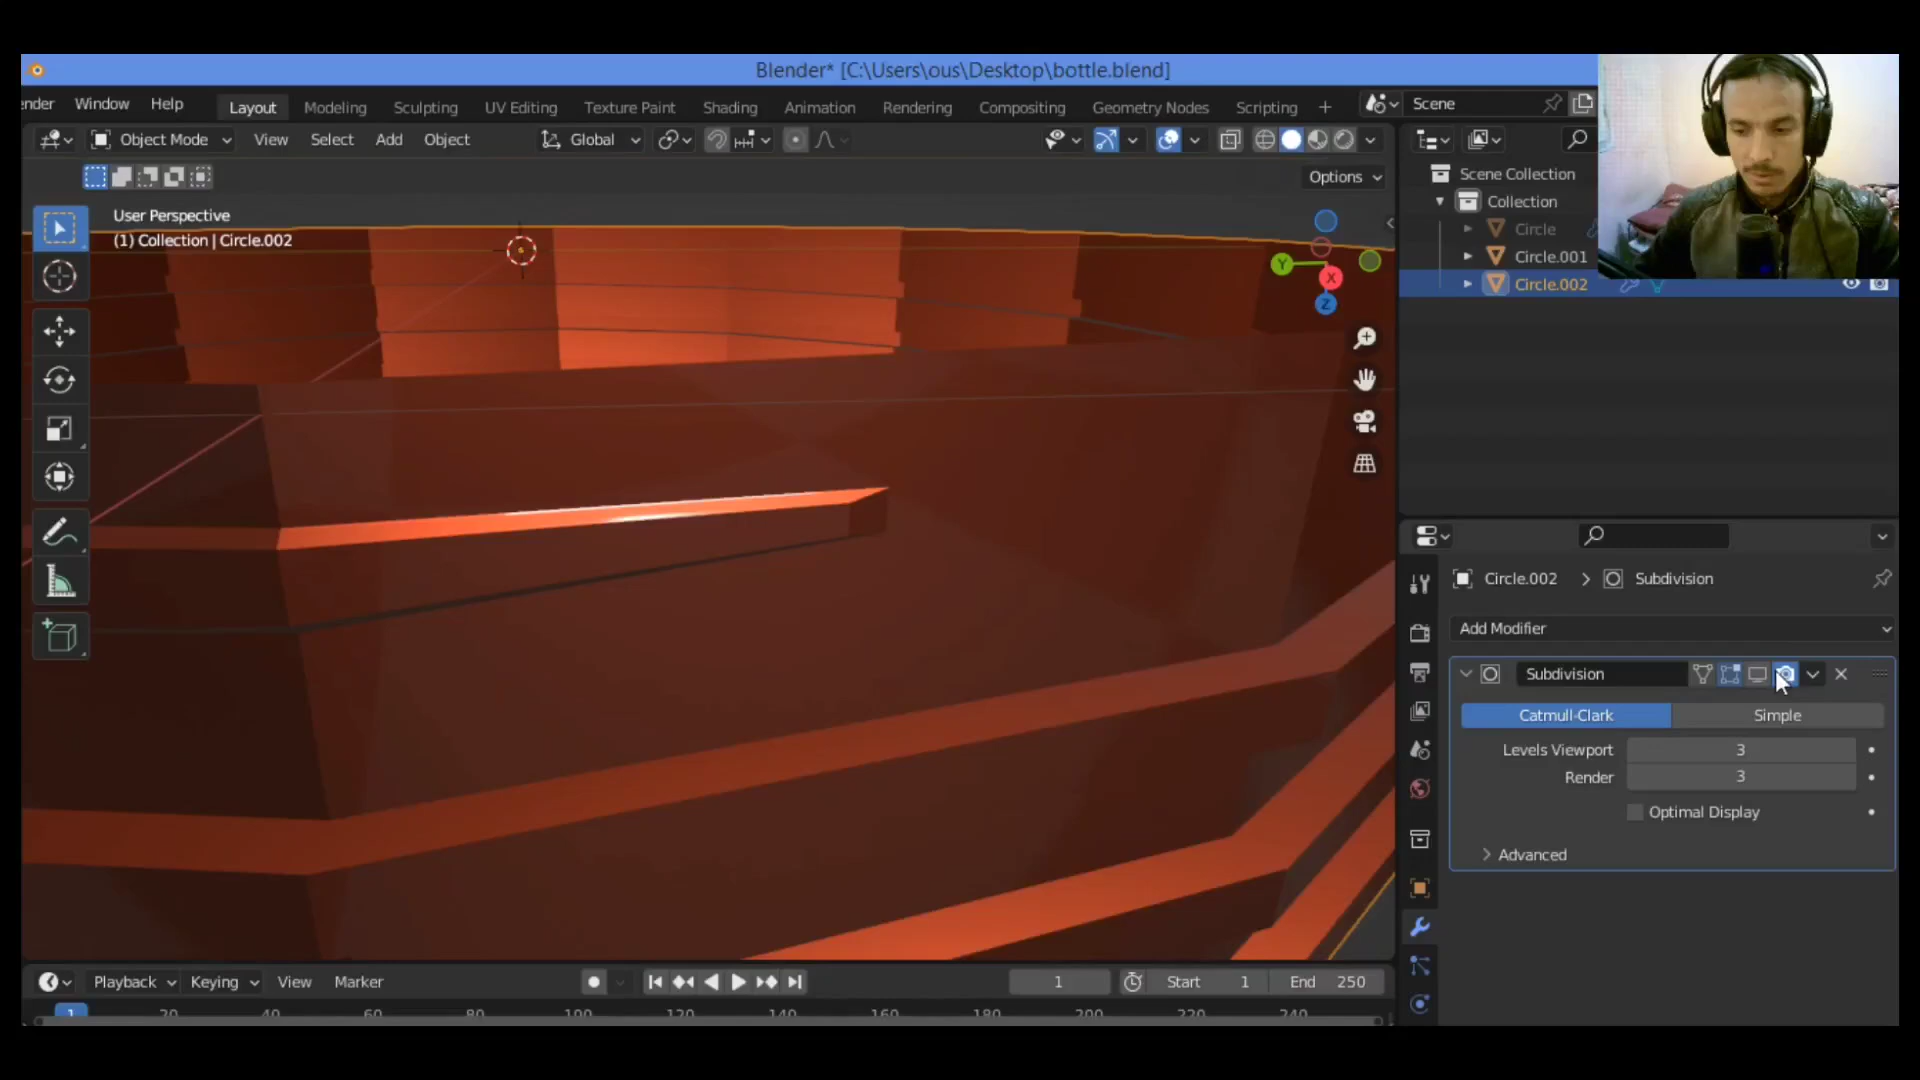 Blender* [C:\Users\ous\Desktop\bottle.blend]
nder Window Help Layout Modeling Sculpting UV Editing Texture Paint Shading Animation Rendering Compositing Geometry Nodes Scripting + Scene
Object Mode View Select Add Object Global
Options
User Perspective
(1) Collection | Circle.002
Y
X
Z
Scene Collection
Collection
Circle
Circle.001
Circle.002
Circle.002 > Subdivision
Add Modifier
Subdivision
Catmull-Clark Simple
Levels Viewport 3
Render 3
Optimal Display
Advanced
Playback Keying View Marker 1 Start 1 End 250
1 20 40 60 80 100 120 140 160 180 200 220 240